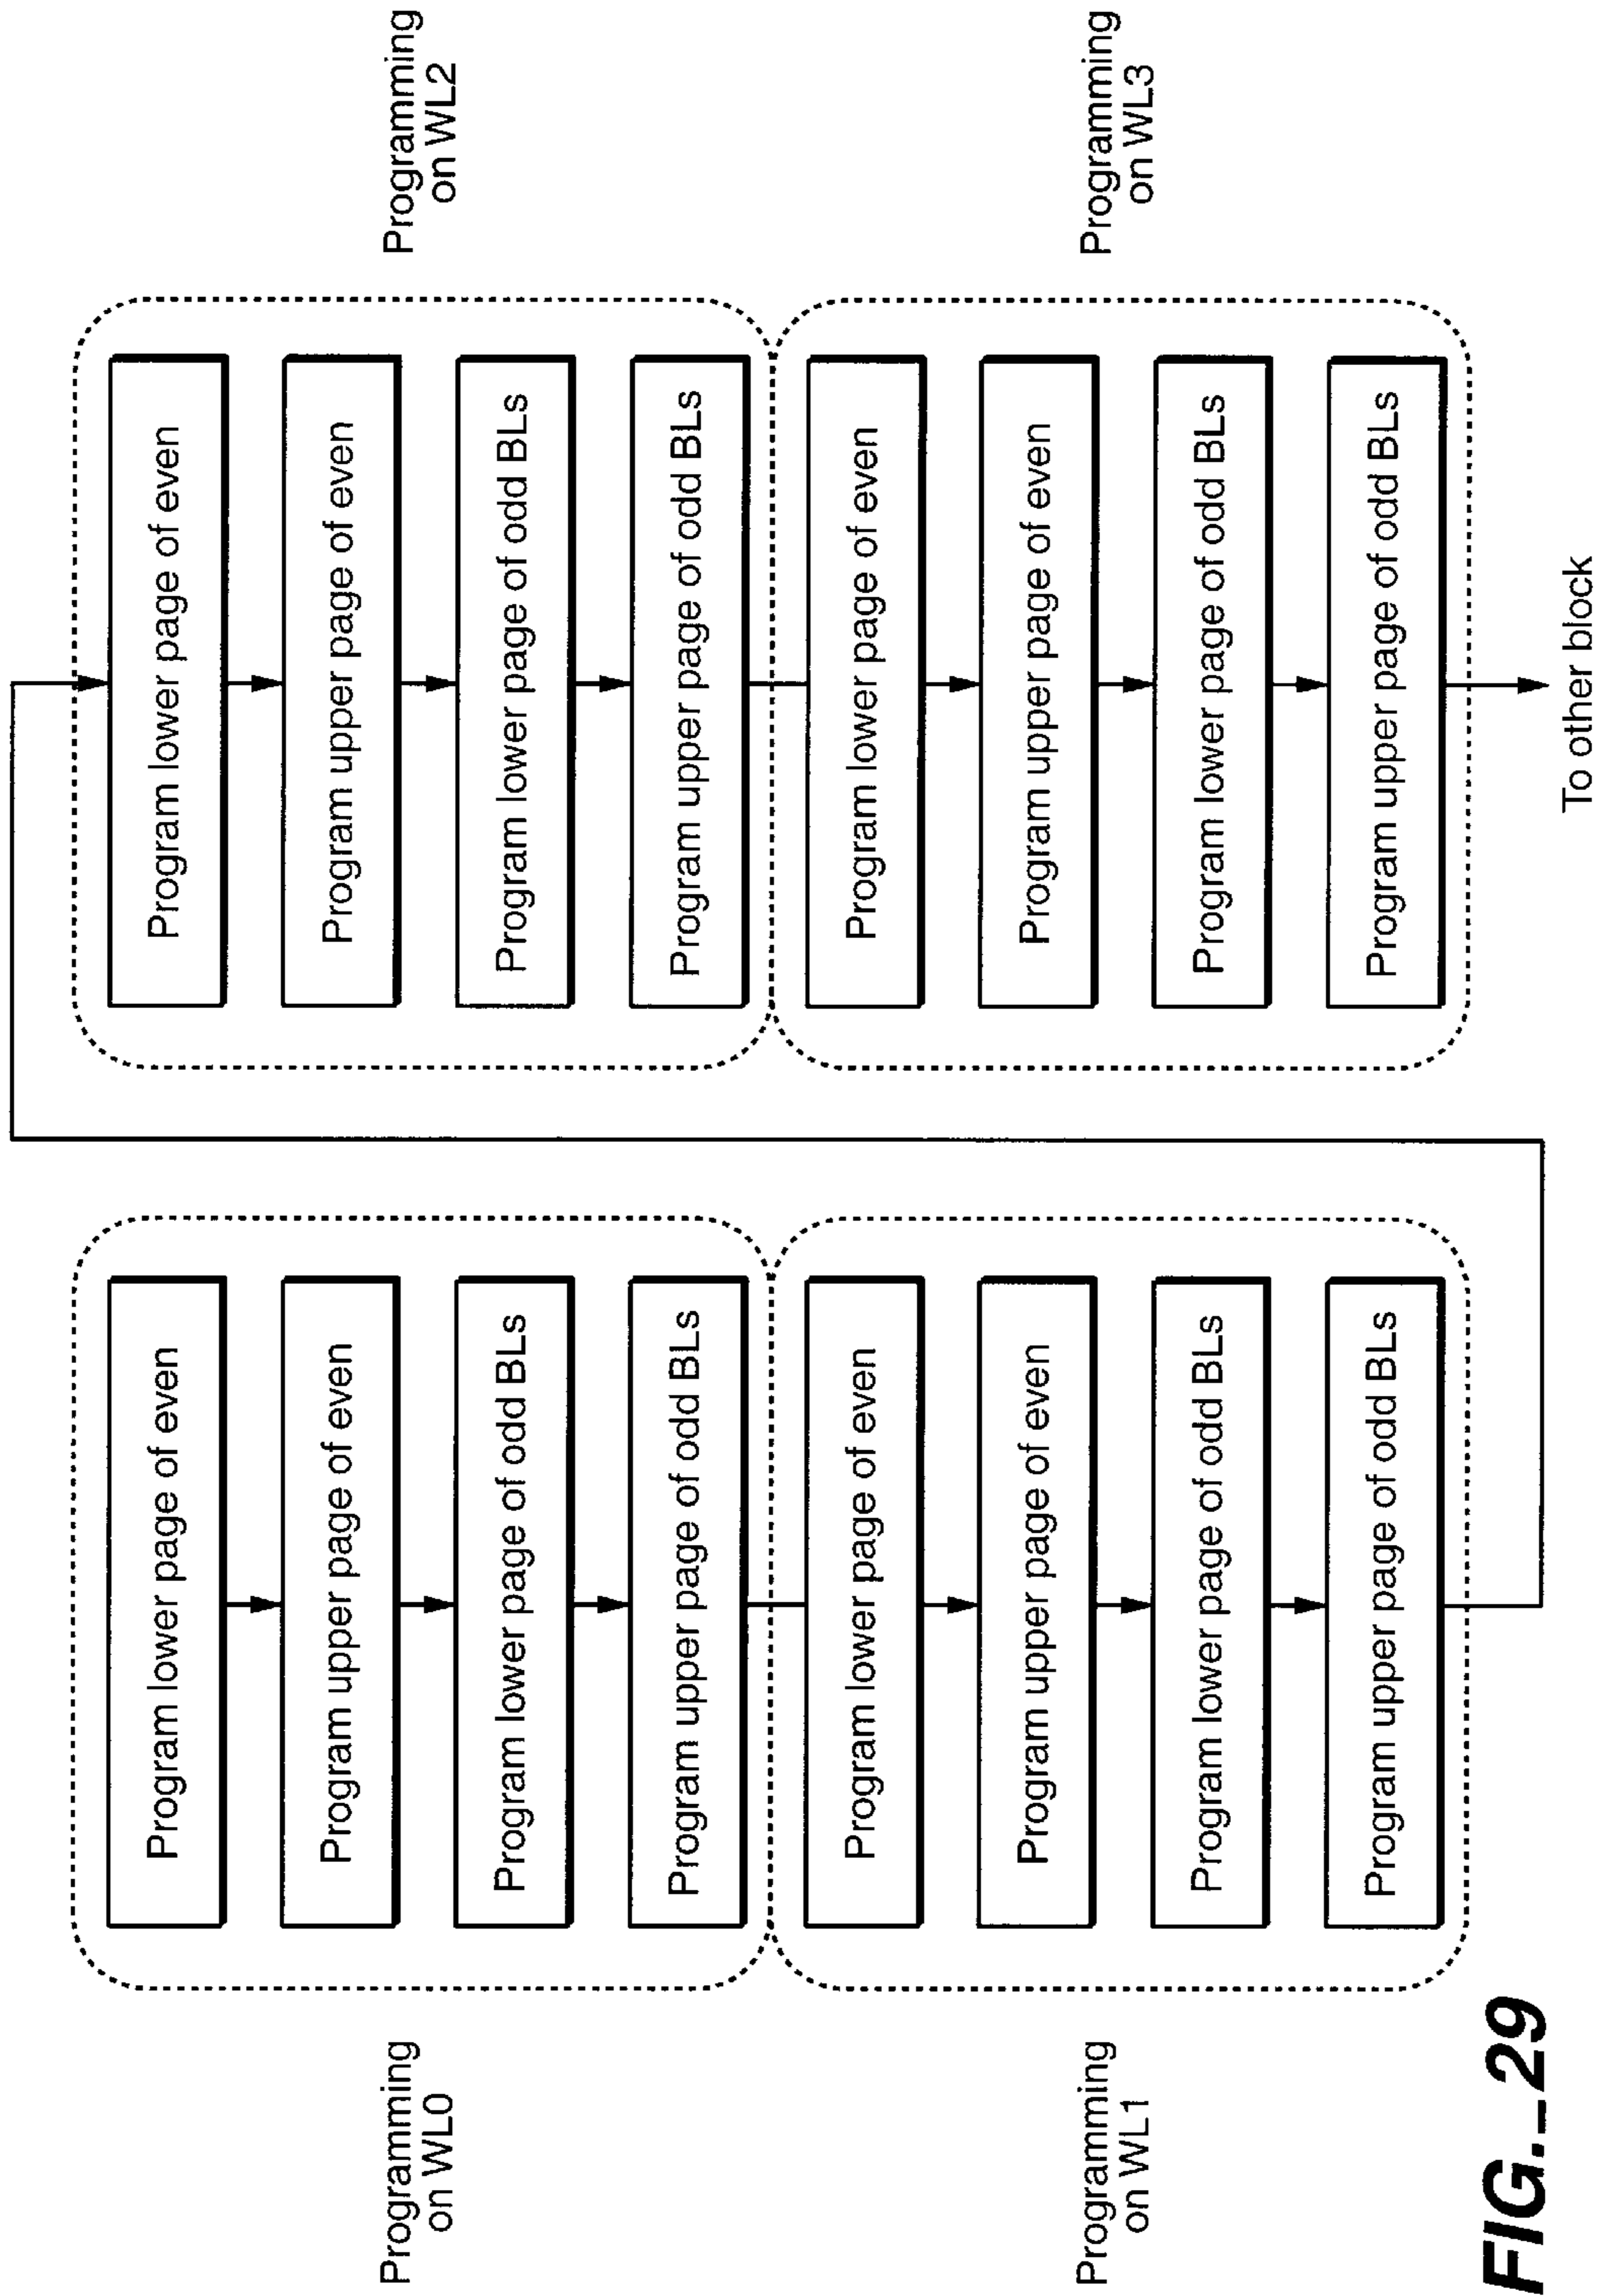 Programming
on WL0
Program lower page of even
Program upper page of even
Program lower page of odd BLs
Program upper page of odd BLs
Programming
on WL1
Program lower page of even
Program upper page of even
Program lower page of odd BLs
Program upper page of odd BLs
Programming
on WL2
Program lower page of even
Program upper page of even
Program lower page of odd BLs
Program upper page of odd BLs
Programming
on WL3
Program lower page of even
Program upper page of even
Program lower page of odd BLs
Program upper page of odd BLs
To other block
FIG._29